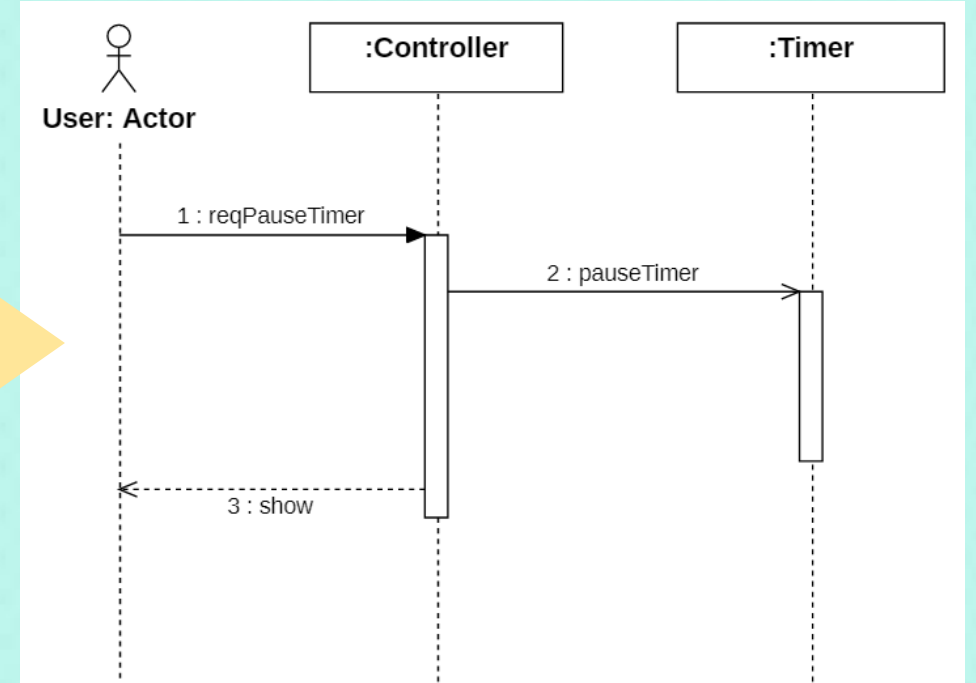 :Controller
:Timer
User: Actor
1 : reqPauseTimer
2 : pauseTimer
3 : show